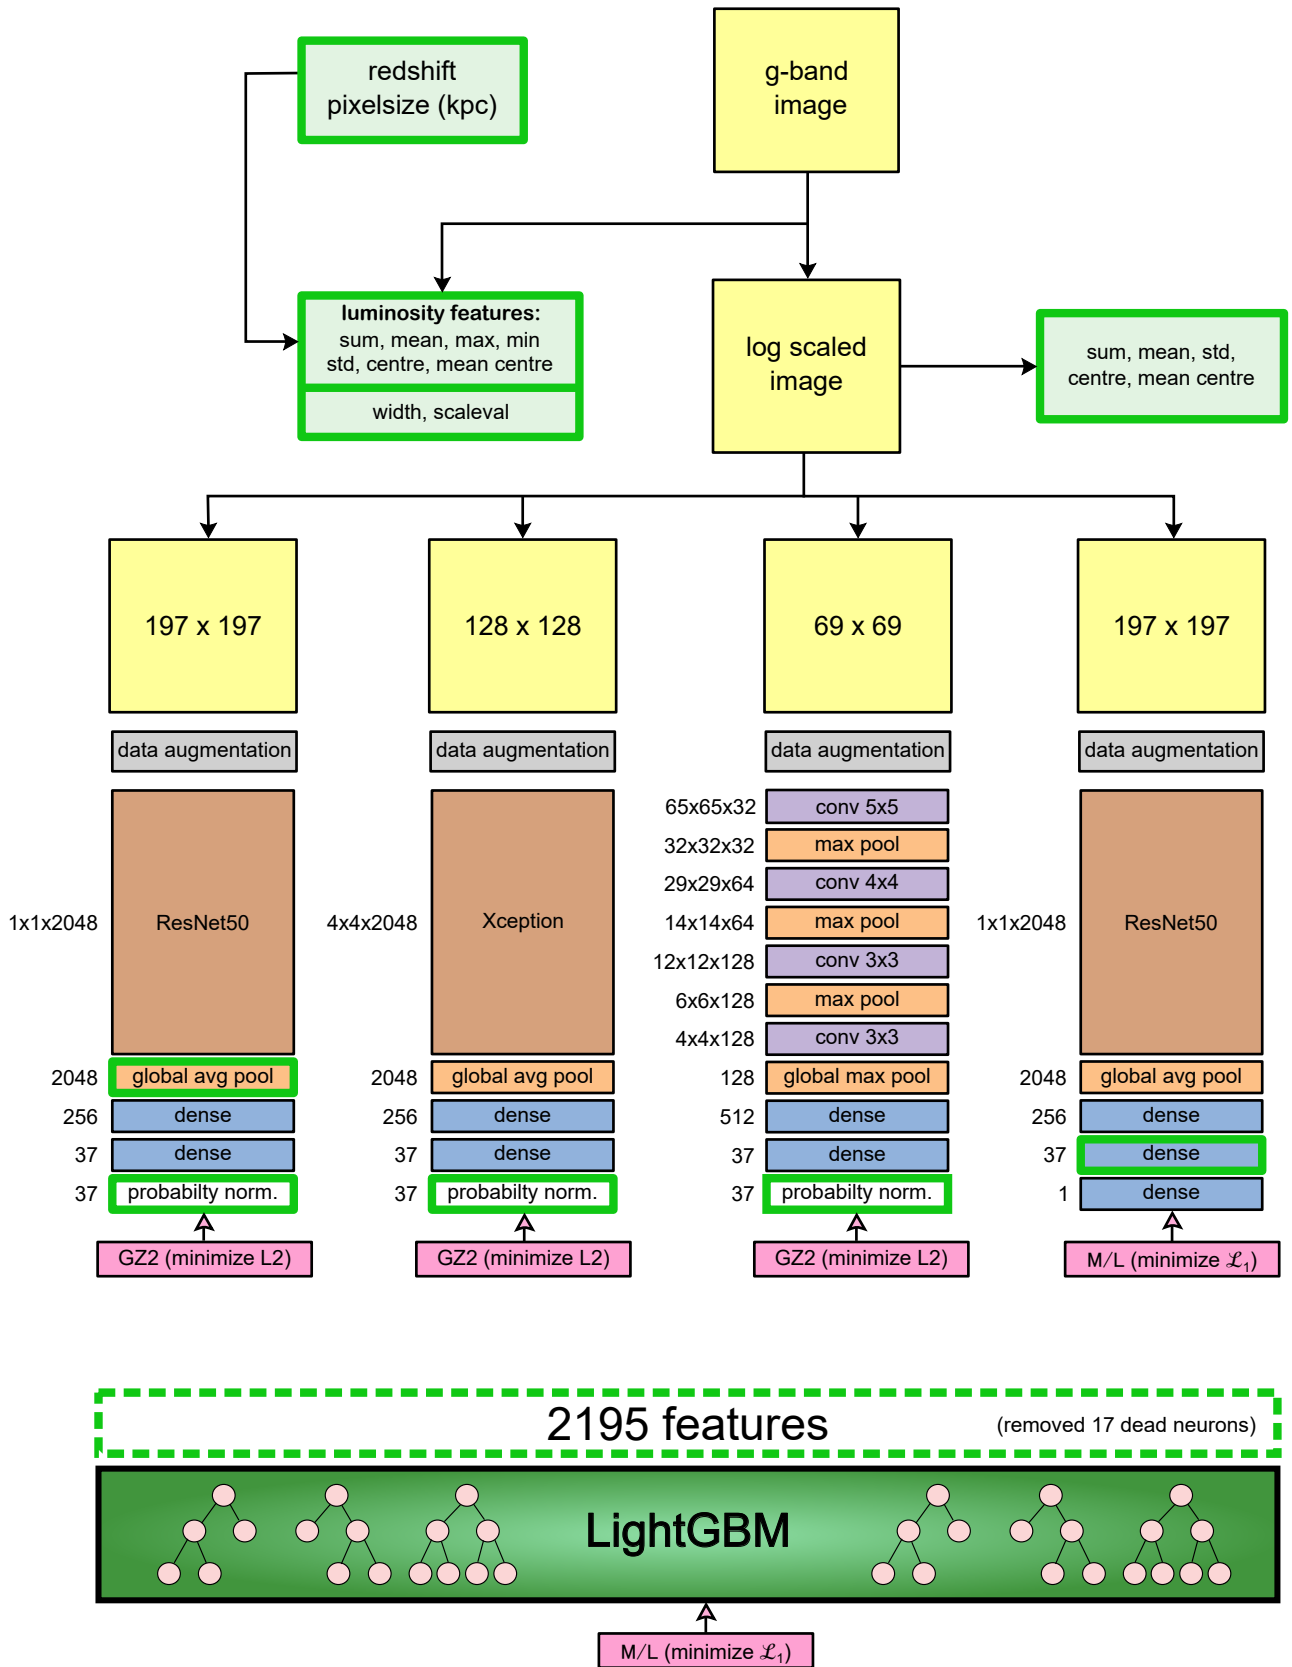 redshift
pixelsize (kpc)
g-band
image
luminosity features:
sum, mean, max, min
std, centre, mean centre
width, scaleval
log scaled
image
sum, mean, std,
centre, mean centre
197 x 197
128 x 128
69 x 69
197 x 197
data augmentation
data augmentation
data augmentation
data augmentation
1x1x2048
ResNet50
2048
global avg pool
256
dense
37
dense
37
probabilty norm.
GZ2 (minimize L2)
4x4x2048
Xception
2048
global avg pool
256
dense
37
dense
37
probabilty norm.
GZ2 (minimize L2)
65x65x32
conv 5x5
32x32x32
max pool
29x29x64
conv 4x4
14x14x64
max pool
12x12x128
conv 3x3
6x6x128
max pool
4x4x128
conv 3x3
128
global max pool
512
dense
37
dense
37
probabilty norm.
GZ2 (minimize L2)
1x1x2048
ResNet50
2048
global avg pool
256
dense
37
dense
1
dense
M/L (minimize ℒ₁)
2195 features
(removed 17 dead neurons)
LightGBM
M/L (minimize ℒ₁)